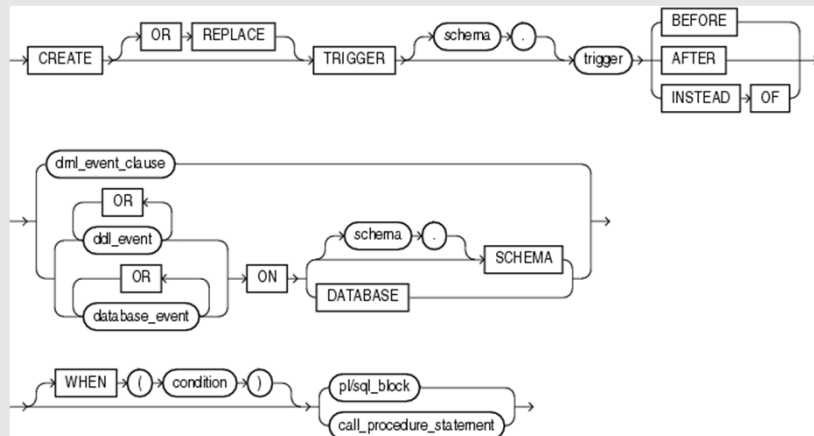 BEFORE
OR REPLACE schema .
CREATE TRIGGER trigger AFTER
INSTEAD OF
dml_event_clause
OR
schema .
ddl_event
SCHEMA
OR ON
DATABASE
database_event
WHEN ( condition ) pl/sql_block
call_procedure_statement